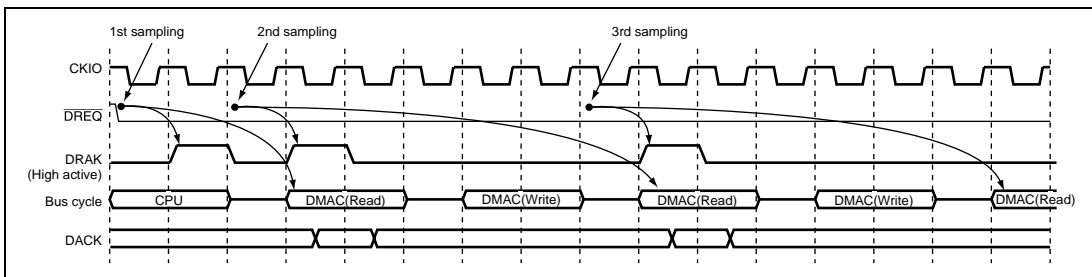 1st sampling 2nd sampling 3rd sampling
CKIO
DREQ
DRAK
(High active)
Bus cycle CPU DMAC(Read) DMAC(Write) DMAC(Read) DMAC(Write) DMAC(Read)
DACK